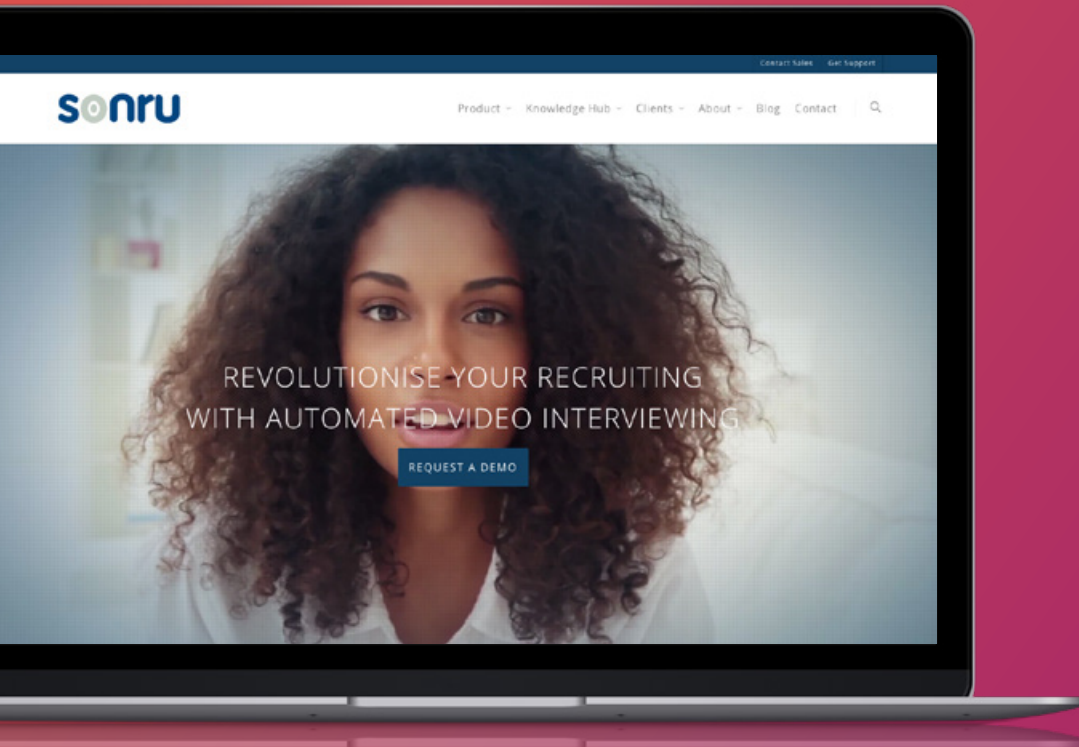 Contact Sales Get Support
sonru
Product Knowledge Hub Clients About Blog Contact
REVOLUTIONISE YOUR RECRUITING
WITH AUTOMATED VIDEO INTERVIEWING
REQUEST A DEMO